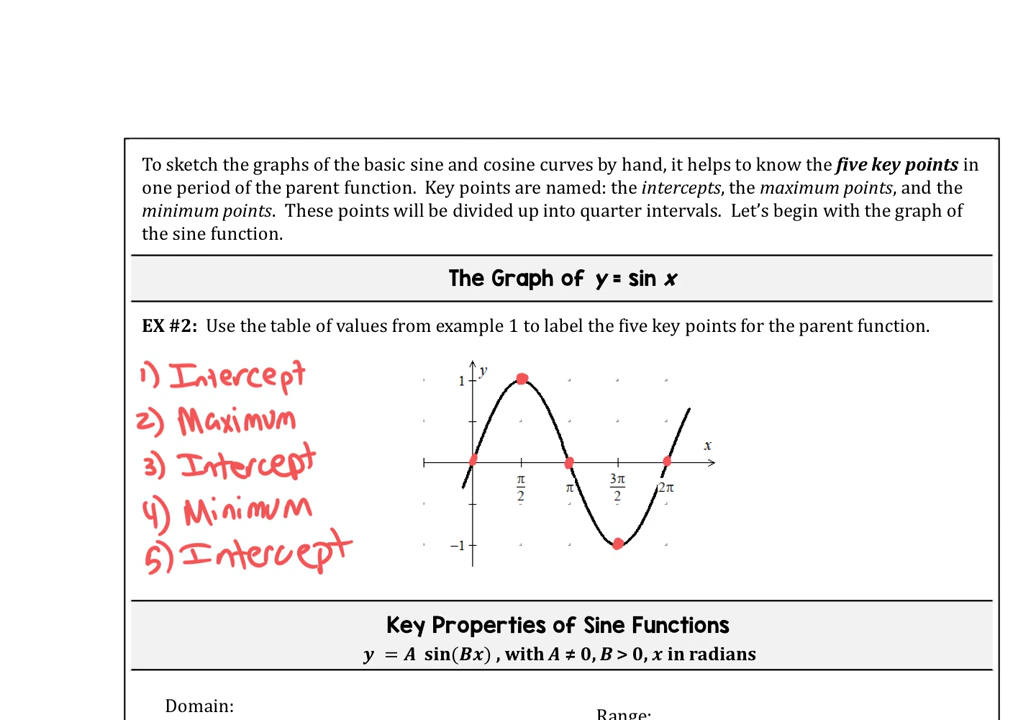 To sketch the graphs of the basic sine and cosine curves by hand, it helps to know the five key points in
one period of the parent function.  Key points are named: the intercepts, the maximum points, and the
minimum points.  These points will be divided up into quarter intervals.  Let's begin with the graph of
the sine function.
The Graph of y = sin x
EX #2:  Use the table of values from example 1 to label the five key points for the parent function.
1) Intercept
2) Maximum
3) Intercept
4) Minimum
5) Intercept
y
1
x
π/2
π
3π/2
2π
−1
Key Properties of Sine Functions
y = A sin(Bx) , with A ≠ 0, B > 0, x in radians
Domain:
Range: